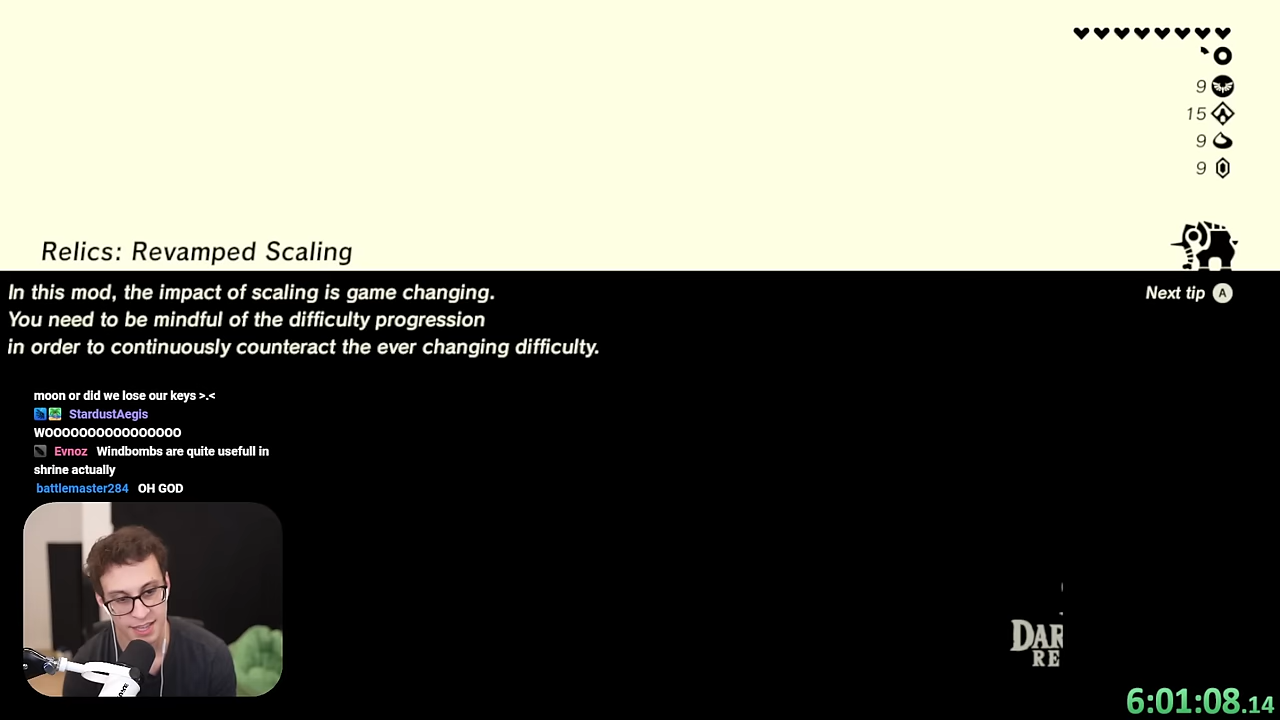 9
15
9
9
Relics: Revamped Scaling
In this mod, the impact of scaling is game changing.
You need to be mindful of the difficulty progression
in order to continuously counteract the ever changing difficulty.
Next tip A
moon or did we lose our keys >.<
StardustAegis
WOOOOOOOOOOOOOOOO
Evnoz Windbombs are quite usefull in
shrine actually
battlemaster284 OH GOD
DAR
RE
6:01:08.14